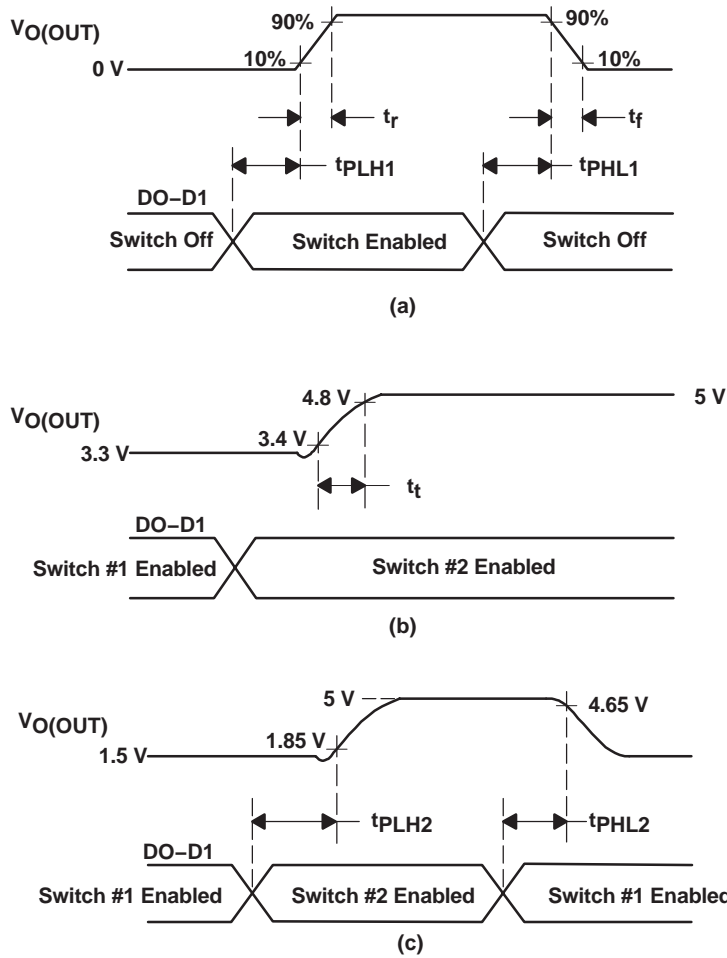 90%
90%
VO(OUT)
10%
10%
0 V
tr
tf
tPLH1
tPHL1
DO–D1
Switch Off
Switch Enabled
Switch Off
(a)
4.8 V
5 V
VO(OUT)
3.4 V
3.3 V
tt
DO–D1
Switch #1 Enabled
Switch #2 Enabled
(b)
5 V
4.65 V
VO(OUT)
1.85 V
1.5 V
tPLH2
tPHL2
DO–D1
Switch #1 Enabled
Switch #2 Enabled
Switch #1 Enabled
(c)